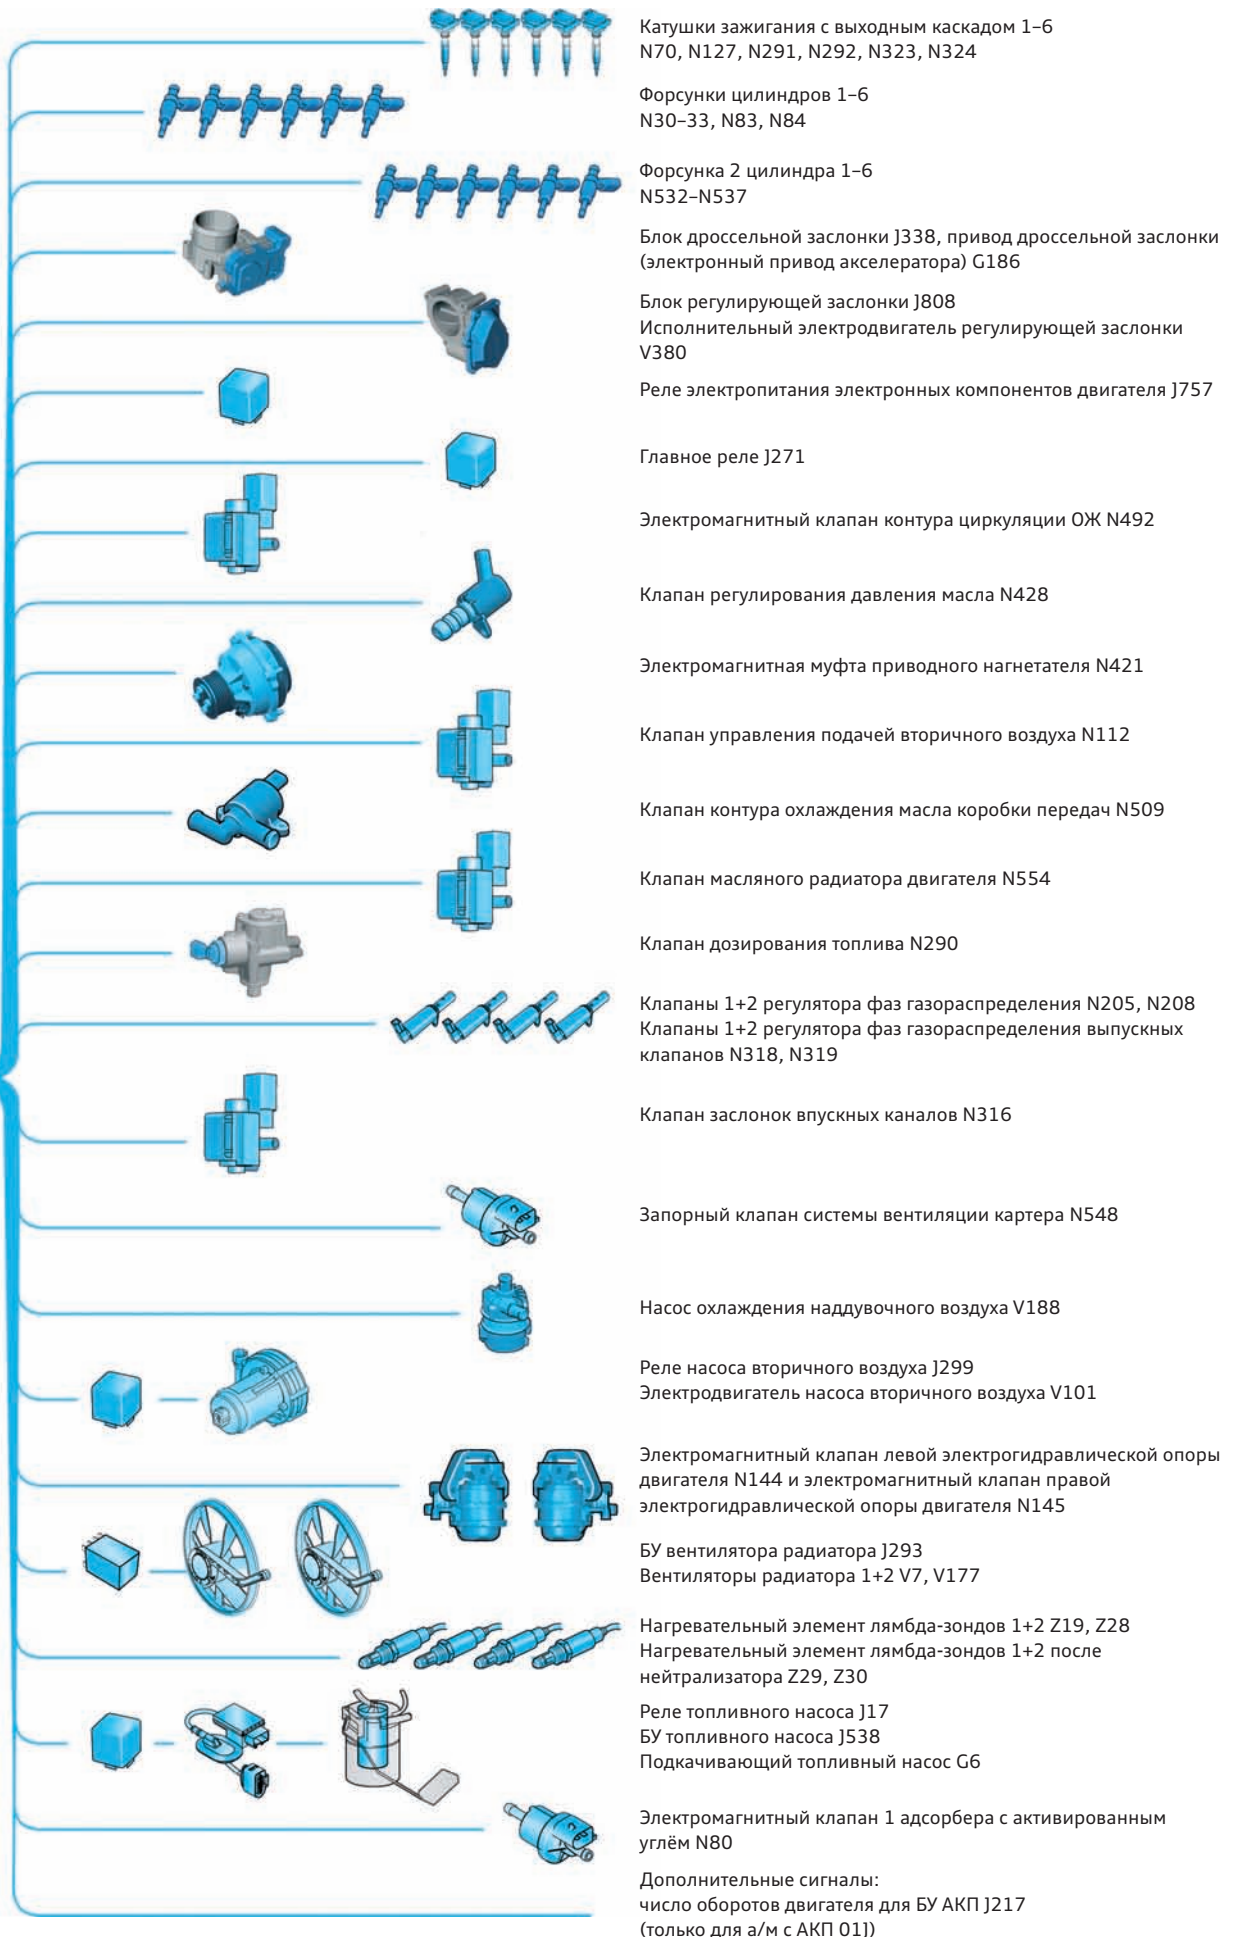 Катушки зажигания с выходным каскадом 1–6
N70, N127, N291, N292, N323, N324
Форсунки цилиндров 1–6
N30–33, N83, N84
Форсунка 2 цилиндра 1–6
N532–N537
Блок дроссельной заслонки J338, привод дроссельной заслонки
(электронный привод акселератора) G186
Блок регулирующей заслонки J808
Исполнительный электродвигатель регулирующей заслонки
V380
Реле электропитания электронных компонентов двигателя J757
Главное реле J271
Электромагнитный клапан контура циркуляции ОЖ N492
Клапан регулирования давления масла N428
Электромагнитная муфта приводного нагнетателя N421
Клапан управления подачей вторичного воздуха N112
Клапан контура охлаждения масла коробки передач N509
Клапан масляного радиатора двигателя N554
Клапан дозирования топлива N290
Клапаны 1+2 регулятора фаз газораспределения N205, N208
Клапаны 1+2 регулятора фаз газораспределения выпускных
клапанов N318, N319
Клапан заслонок впускных каналов N316
Запорный клапан системы вентиляции картера N548
Насос охлаждения наддувочного воздуха V188
Реле насоса вторичного воздуха J299
Электродвигатель насоса вторичного воздуха V101
Электромагнитный клапан левой электрогидравлической опоры
двигателя N144 и электромагнитный клапан правой
электрогидравлической опоры двигателя N145
БУ вентилятора радиатора J293
Вентиляторы радиатора 1+2 V7, V177
Нагревательный элемент лямбда-зондов 1+2 Z19, Z28
Нагревательный элемент лямбда-зондов 1+2 после
нейтрализатора Z29, Z30
Реле топливного насоса J17
БУ топливного насоса J538
Подкачивающий топливный насос G6
Электромагнитный клапан 1 адсорбера с активированным
углём N80
Дополнительные сигналы:
число оборотов двигателя для БУ АКП J217
(только для а/м с АКП 01J)